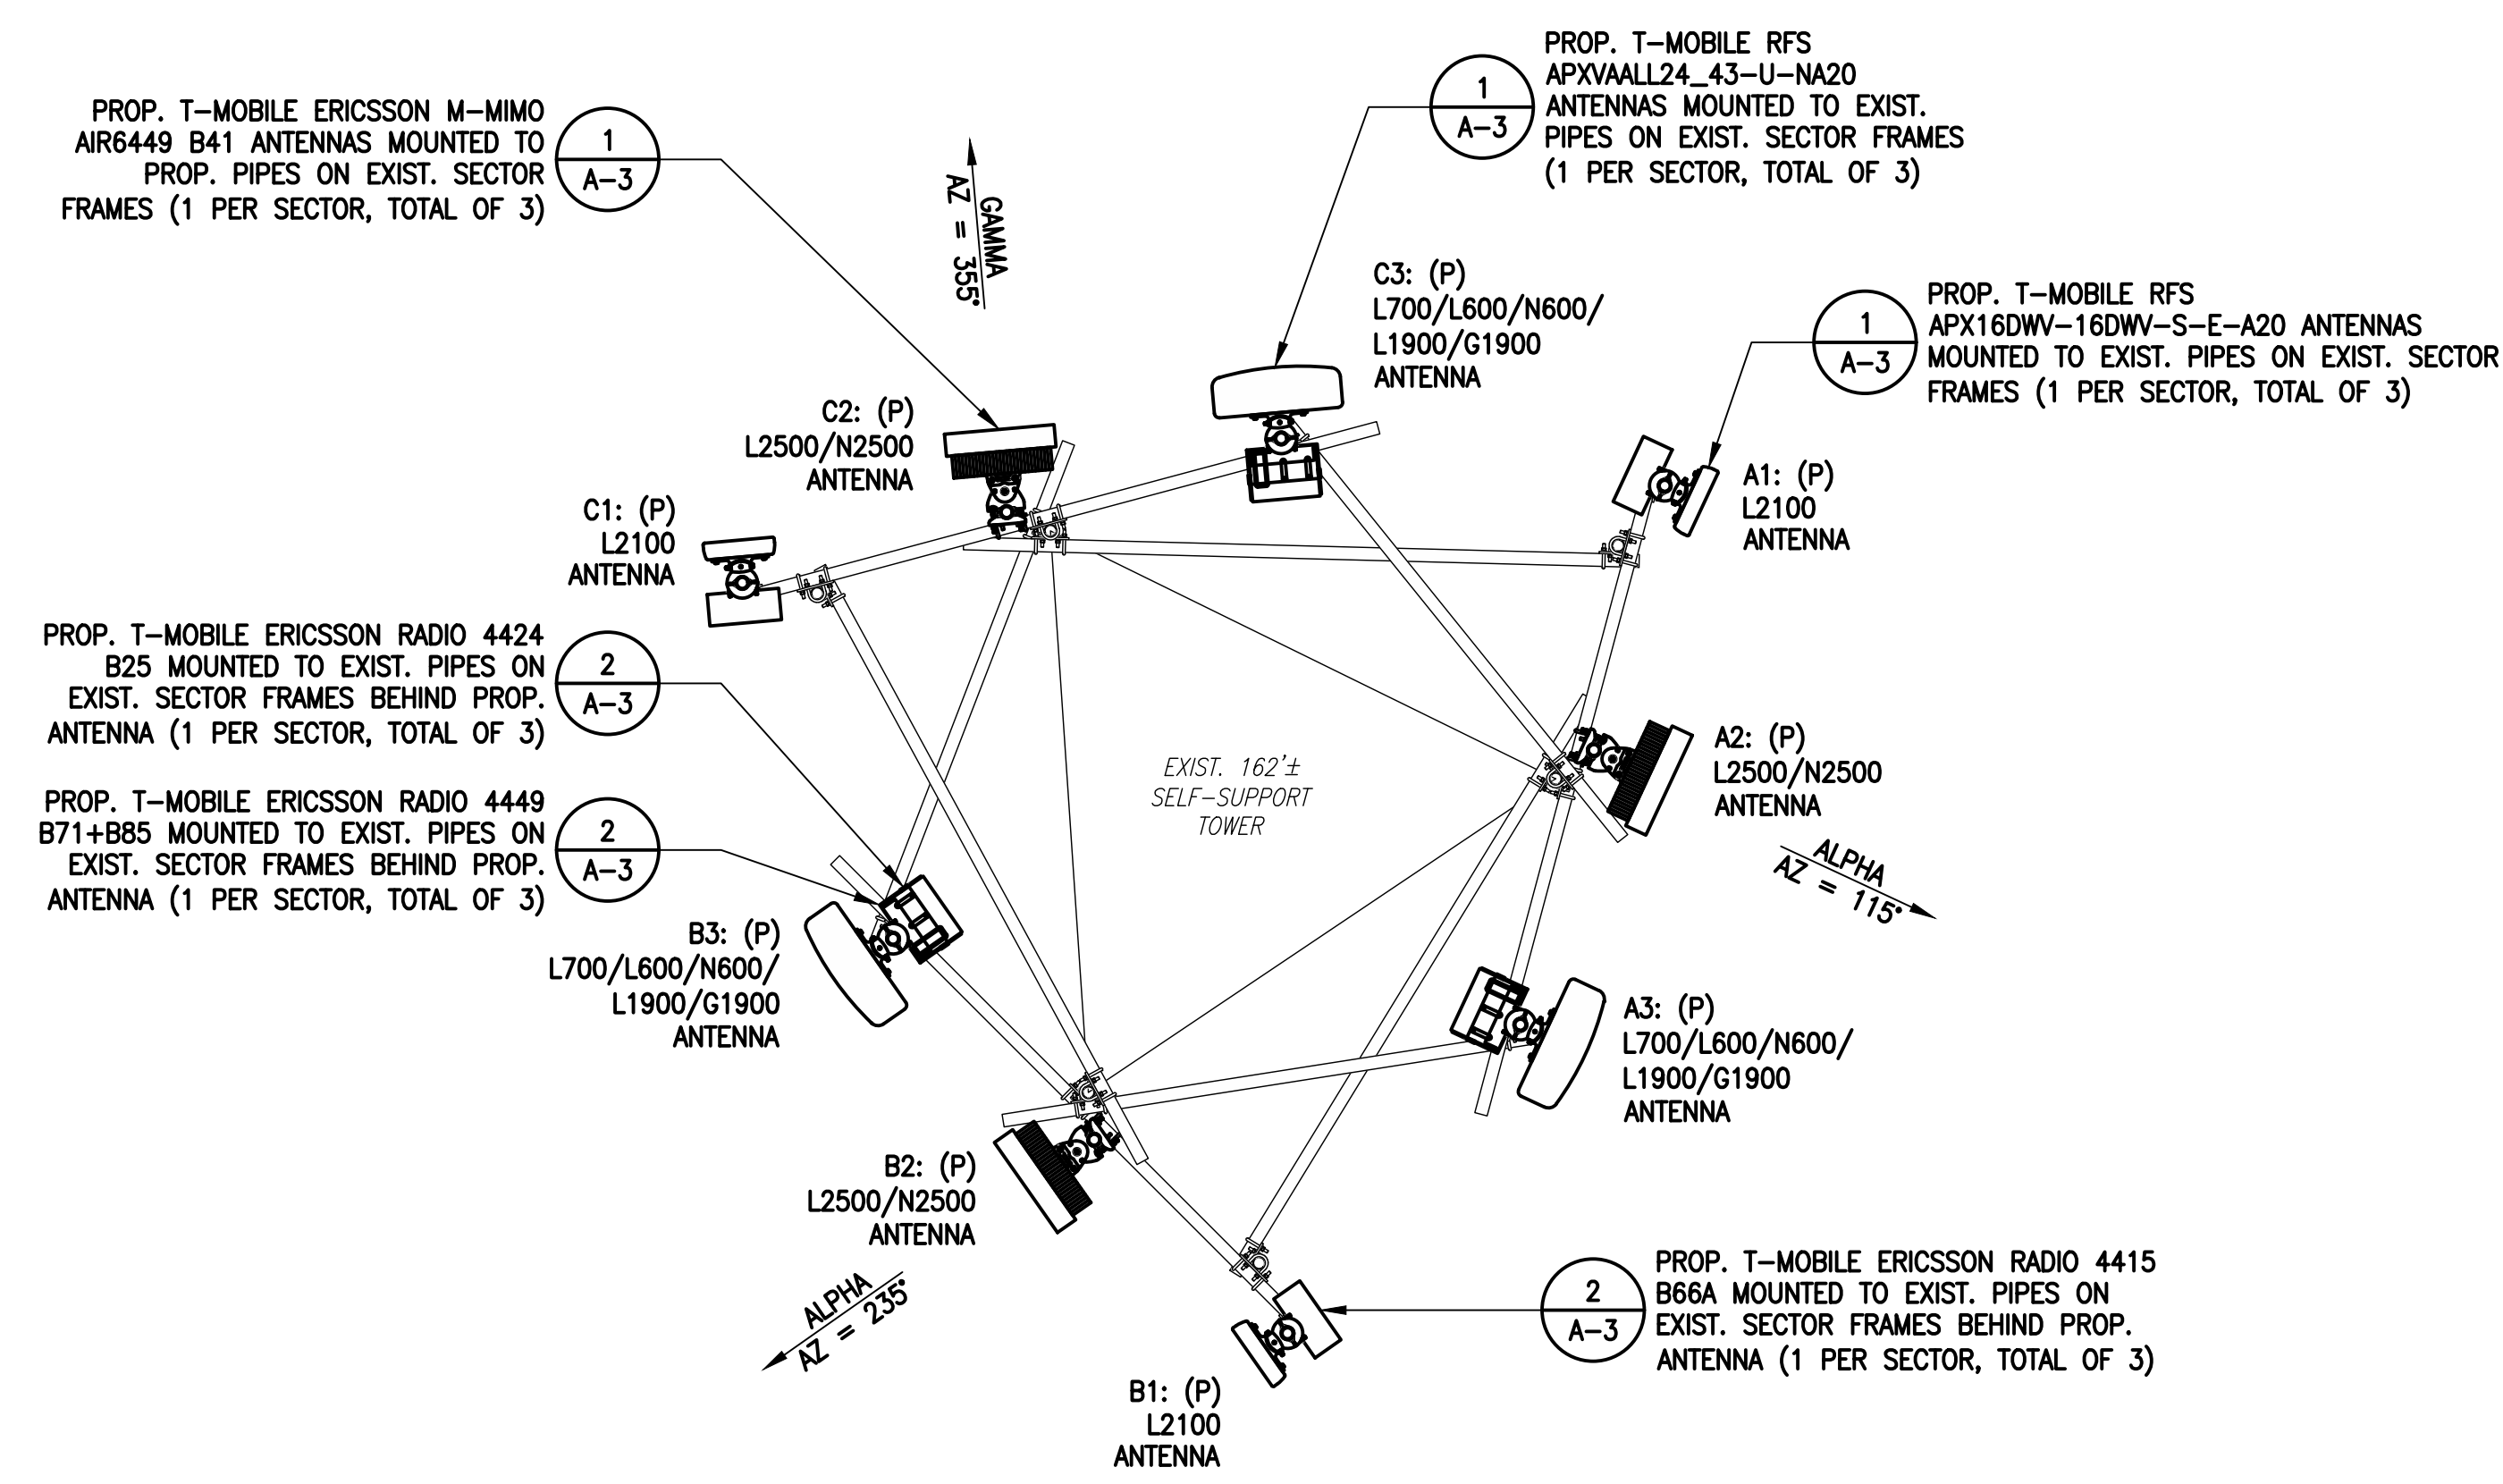 PROP. T-MOBILE RFS
APXVAALL24_43-U-NA20
ANTENNAS MOUNTED TO EXIST.
PIPES ON EXIST. SECTOR FRAMES
(1 PER SECTOR, TOTAL OF 3)
1
A-3
PROP. T-MOBILE ERICSSON M-MIMO
AIR6449 B41 ANTENNAS MOUNTED TO
PROP. PIPES ON EXIST. SECTOR
FRAMES (1 PER SECTOR, TOTAL OF 3)
1
A-3
GAMMA
AZ = 355°
C3: (P)
L700/L600/N600/
L1900/G1900
ANTENNA
1
A-3
PROP. T-MOBILE RFS
APX16DWV-16DWV-S-E-A20 ANTENNAS
MOUNTED TO EXIST. PIPES ON EXIST. SECTOR
FRAMES (1 PER SECTOR, TOTAL OF 3)
C2: (P)
L2500/N2500
ANTENNA
A1: (P)
L2100
ANTENNA
C1: (P)
L2100
ANTENNA
PROP. T-MOBILE ERICSSON RADIO 4424
B25 MOUNTED TO EXIST. PIPES ON
EXIST. SECTOR FRAMES BEHIND PROP.
ANTENNA (1 PER SECTOR, TOTAL OF 3)
2
A-3
A2: (P)
L2500/N2500
ANTENNA
EXIST. 162'±
SELF-SUPPORT
TOWER
PROP. T-MOBILE ERICSSON RADIO 4449
B71+B85 MOUNTED TO EXIST. PIPES ON
EXIST. SECTOR FRAMES BEHIND PROP.
ANTENNA (1 PER SECTOR, TOTAL OF 3)
2
A-3
ALPHA
AZ = 115°
B3: (P)
L700/L600/N600/
L1900/G1900
ANTENNA
A3: (P)
L700/L600/N600/
L1900/G1900
ANTENNA
B2: (P)
L2500/N2500
ANTENNA
ALPHA
AZ = 235°
2
A-3
PROP. T-MOBILE ERICSSON RADIO 4415
B66A MOUNTED TO EXIST. PIPES ON
EXIST. SECTOR FRAMES BEHIND PROP.
ANTENNA (1 PER SECTOR, TOTAL OF 3)
B1: (P)
L2100
ANTENNA